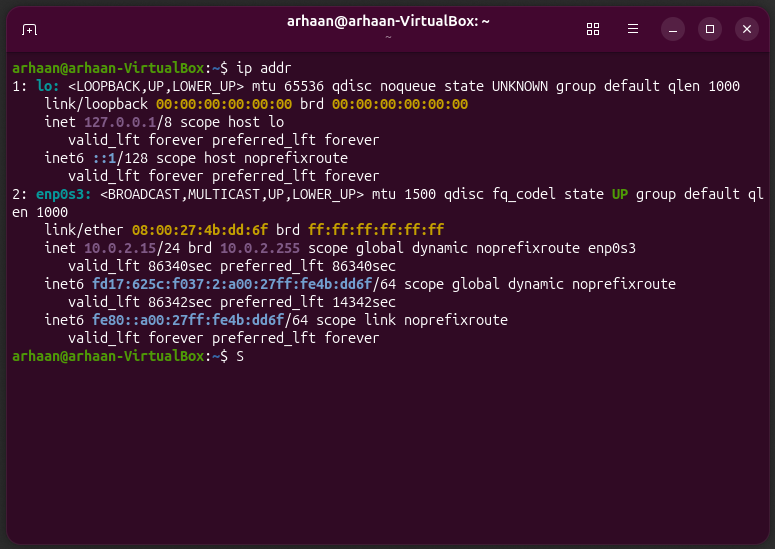 arhaan@arhaan-VirtualBox: ~
~
arhaan@arhaan-VirtualBox:~$ ip addr
1: lo: <LOOPBACK,UP,LOWER_UP> mtu 65536 qdisc noqueue state UNKNOWN group default qlen 1000
    link/loopback 00:00:00:00:00:00 brd 00:00:00:00:00:00
    inet 127.0.0.1/8 scope host lo
       valid_lft forever preferred_lft forever
    inet6 ::1/128 scope host noprefixroute
       valid_lft forever preferred_lft forever
2: enp0s3: <BROADCAST,MULTICAST,UP,LOWER_UP> mtu 1500 qdisc fq_codel state UP group default ql
en 1000
    link/ether 08:00:27:4b:dd:6f brd ff:ff:ff:ff:ff:ff
    inet 10.0.2.15/24 brd 10.0.2.255 scope global dynamic noprefixroute enp0s3
       valid_lft 86340sec preferred_lft 86340sec
    inet6 fd17:625c:f037:2:a00:27ff:fe4b:dd6f/64 scope global dynamic noprefixroute
       valid_lft 86342sec preferred_lft 14342sec
    inet6 fe80::a00:27ff:fe4b:dd6f/64 scope link noprefixroute
       valid_lft forever preferred_lft forever
arhaan@arhaan-VirtualBox:~$ S